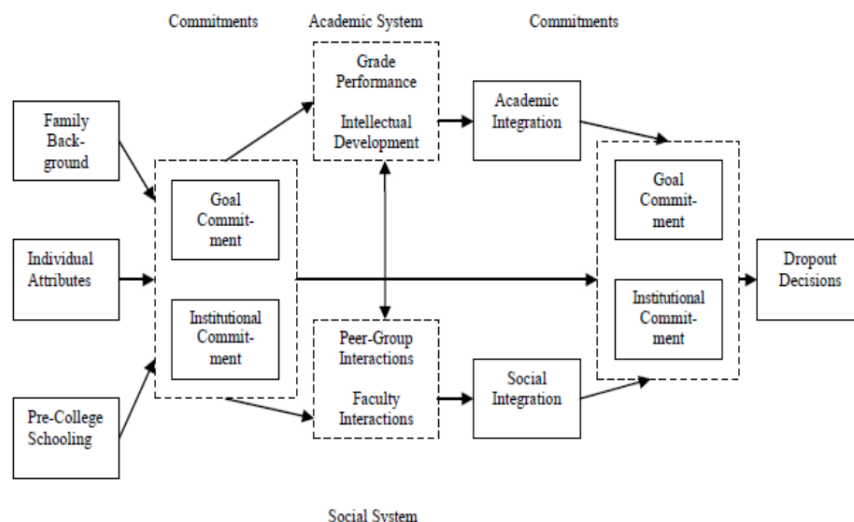 Commitments
Academic System
Commitments
Family
Back-
ground
Individual
Attributes
Pre-College
Schooling
Goal
Commit-
ment
Institutional
Commit-
ment
Grade
Performance
Intellectual
Development
Peer-Group
Interactions
Faculty
Interactions
Academic
Integration
Social
Integration
Goal
Commit-
ment
Institutional
Commit-
ment
Dropout
Decisions
Social System